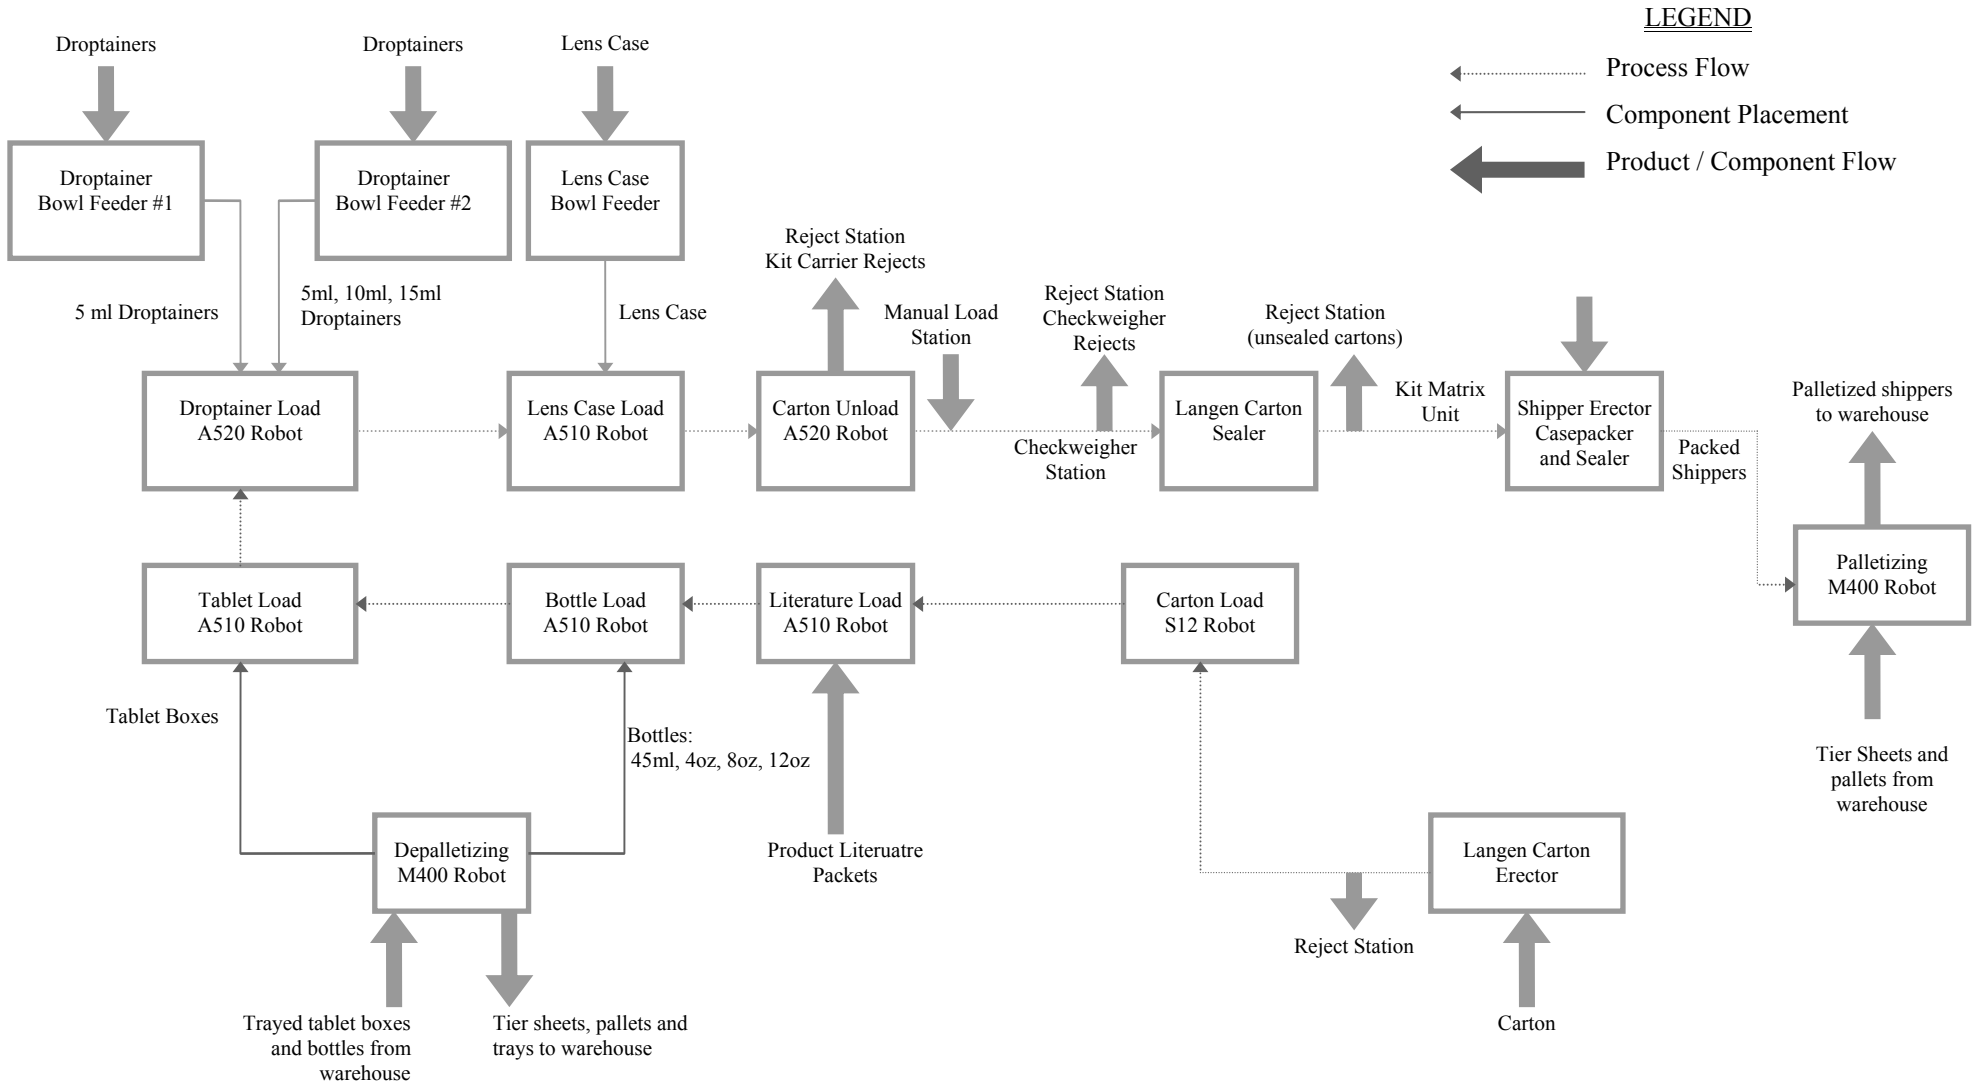 LEGEND
Process Flow
Component Placement
Product / Component Flow
Droptainers
Droptainers
Lens Case
Droptainer
Bowl Feeder #1
Droptainer
Bowl Feeder #2
Lens Case
Bowl Feeder
5 ml Droptainers
5ml, 10ml, 15ml
Droptainers
Lens Case
Reject Station
Kit Carrier Rejects
Manual Load
Station
Reject Station
Checkweigher
Rejects
Reject Station
(unsealed cartons)
Droptainer Load
A520 Robot
Lens Case Load
A510 Robot
Carton Unload
A520 Robot
Checkweigher
Station
Langen Carton
Sealer
Kit Matrix
Unit
Shipper Erector
Casepacker
and Sealer
Packed
Shippers
Palletized shippers
to warehouse
Palletizing
M400 Robot
Tier Sheets and
pallets from
warehouse
Tablet Load
A510 Robot
Bottle Load
A510 Robot
Literature Load
A510 Robot
Carton Load
S12 Robot
Tablet Boxes
Bottles:
45ml, 4oz, 8oz, 12oz
Depalletizing
M400 Robot
Product Literuatre
Packets
Langen Carton
Erector
Reject Station
Carton
Trayed tablet boxes
and bottles from
warehouse
Tier sheets, pallets and
trays to warehouse